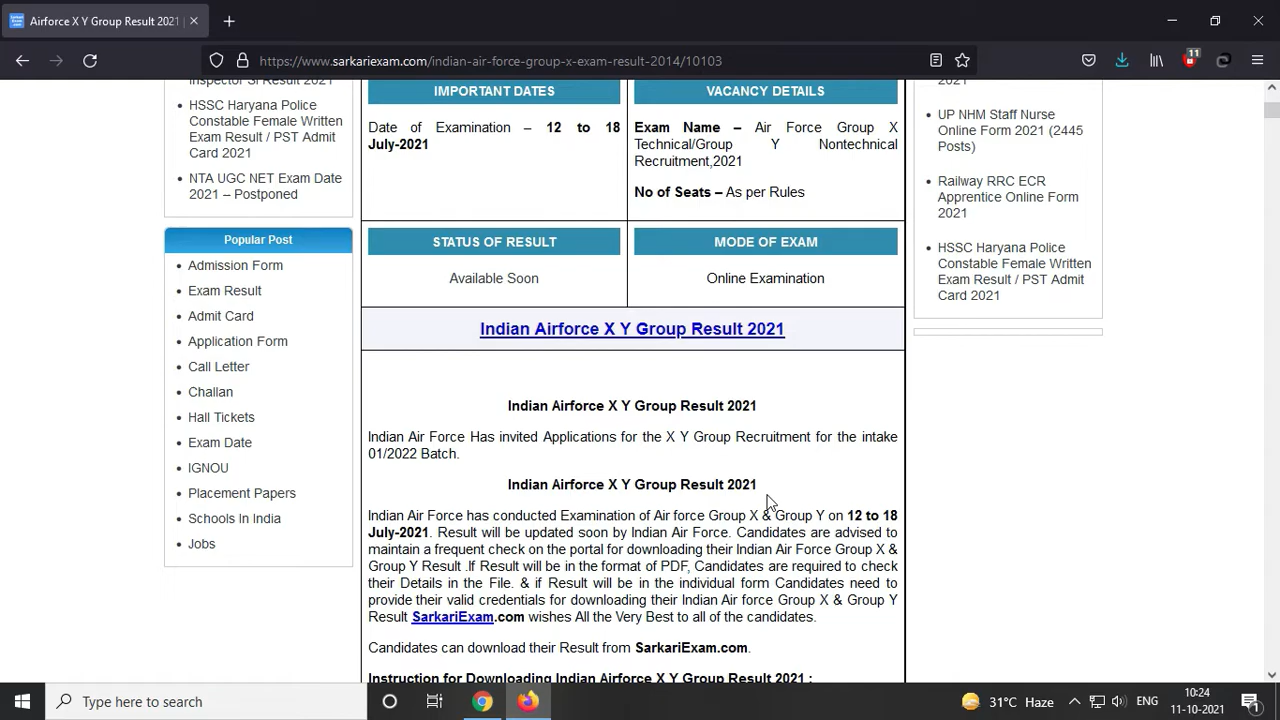 Airforce X Y Group Result 2021
https://www.sarkariexam.com/indian-air-force-group-x-exam-result-2014/10103
11
Inspector SI Result 2021
HSSC Haryana Police
Constable Female Written
Exam Result / PST Admit
Card 2021
NTA UGC NET Exam Date
2021 – Postponed
Popular Post
Admission Form
Exam Result
Admit Card
Application Form
Call Letter
Challan
Hall Tickets
Exam Date
IGNOU
Placement Papers
Schools In India
Jobs
IMPORTANT DATES
Date of Examination – 12 to 18
July-2021
VACANCY DETAILS
Exam Name – Air Force Group X
Technical/Group Y Nontechnical
Recruitment,2021
No of Seats – As per Rules
STATUS OF RESULT
Available Soon
MODE OF EXAM
Online Examination
Indian Airforce X Y Group Result 2021
Indian Airforce X Y Group Result 2021
Indian Air Force Has invited Applications for the X Y Group Recruitment for the intake
01/2022 Batch.
Indian Airforce X Y Group Result 2021
Indian Air Force has conducted Examination of Air force Group X & Group Y on 12 to 18
July-2021. Result will be updated soon by Indian Air Force. Candidates are advised to
maintain a frequent check on the portal for downloading their Indian Air Force Group X &
Group Y Result .If Result will be in the format of PDF, Candidates are required to check
their Details in the File. & if Result will be in the individual form Candidates need to
provide their valid credentials for downloading their Indian Air force Group X & Group Y
Result SarkariExam.com wishes All the Very Best to all of the candidates.
Candidates can download their Result from SarkariExam.com.
Instruction for Downloading Indian Airforce X Y Group Result 2021 :
2021
UP NHM Staff Nurse
Online Form 2021 (2445
Posts)
Railway RRC ECR
Apprentice Online Form
2021
HSSC Haryana Police
Constable Female Written
Exam Result / PST Admit
Card 2021
Type here to search
31°C Haze
ENG
10:24
11-10-2021
1